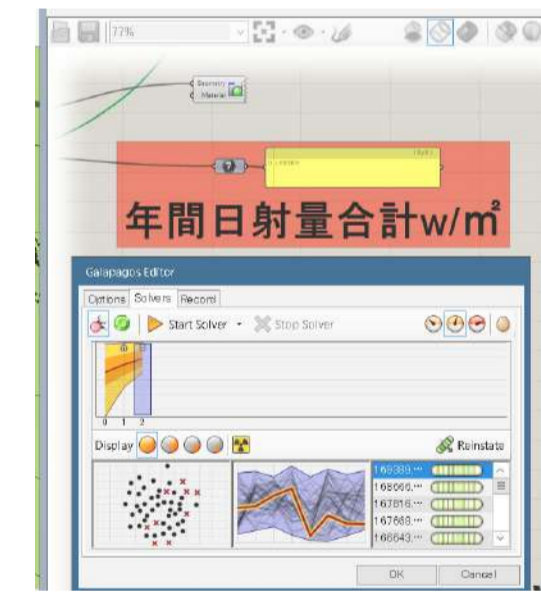 77%
Geometry
Material
年間日射量合計w/㎡
Galapagos Editor
Options Solvers Record
Start Solver Stop Solver
0 1 2
Display Reinstate
169389.…
168066.…
167816.…
167668.…
166643.…
OK Cancel